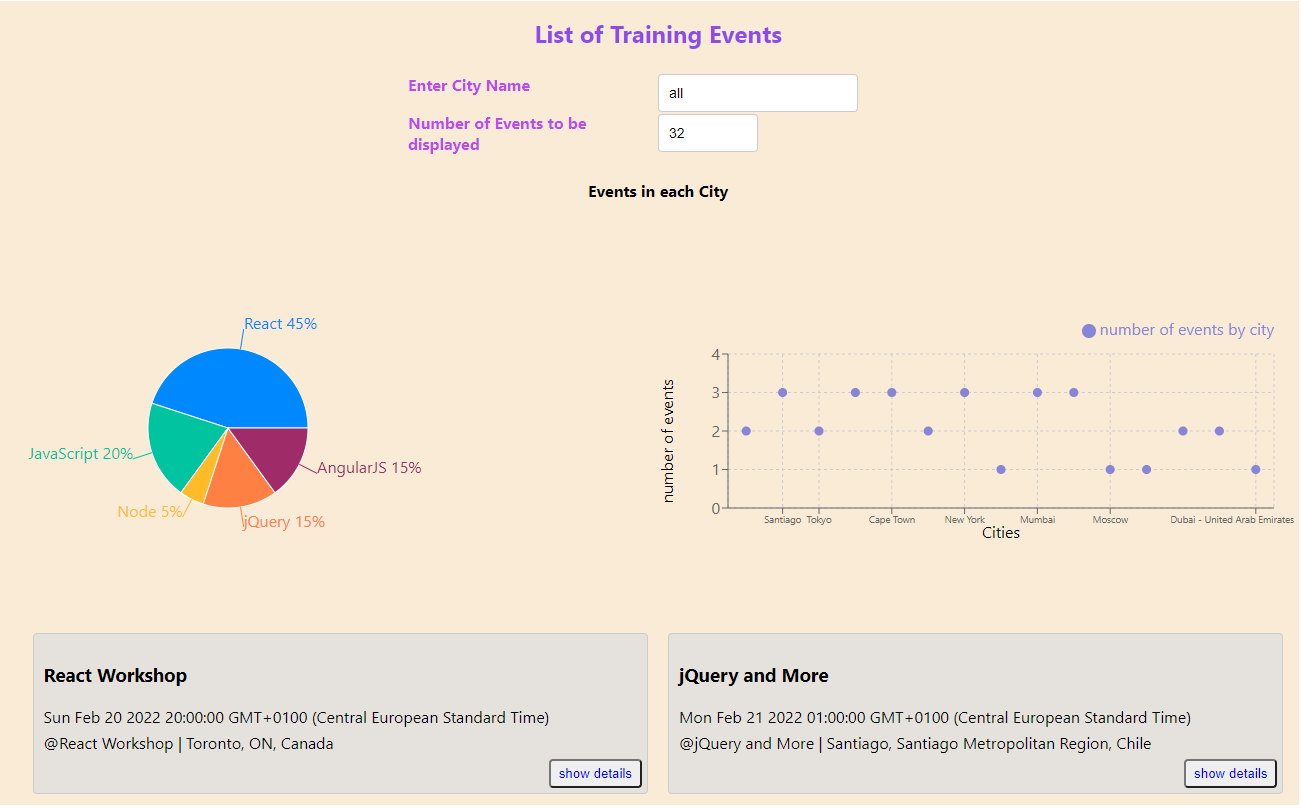 List of Training Events
Enter City Name
all
Number of Events to be
displayed
32
Events in each City
React 45%
JavaScript 20%
Node 5%
jQuery 15%
AngularJS 15%
number of events by city
number of events
4
3
2
1
0
Santiago Tokyo Cape Town New York Mumbai Moscow Dubai - United Arab Emirates
Cities
React Workshop
Sun Feb 20 2022 20:00:00 GMT+0100 (Central European Standard Time)
@React Workshop | Toronto, ON, Canada
show details
jQuery and More
Mon Feb 21 2022 01:00:00 GMT+0100 (Central European Standard Time)
@jQuery and More | Santiago, Santiago Metropolitan Region, Chile
show details